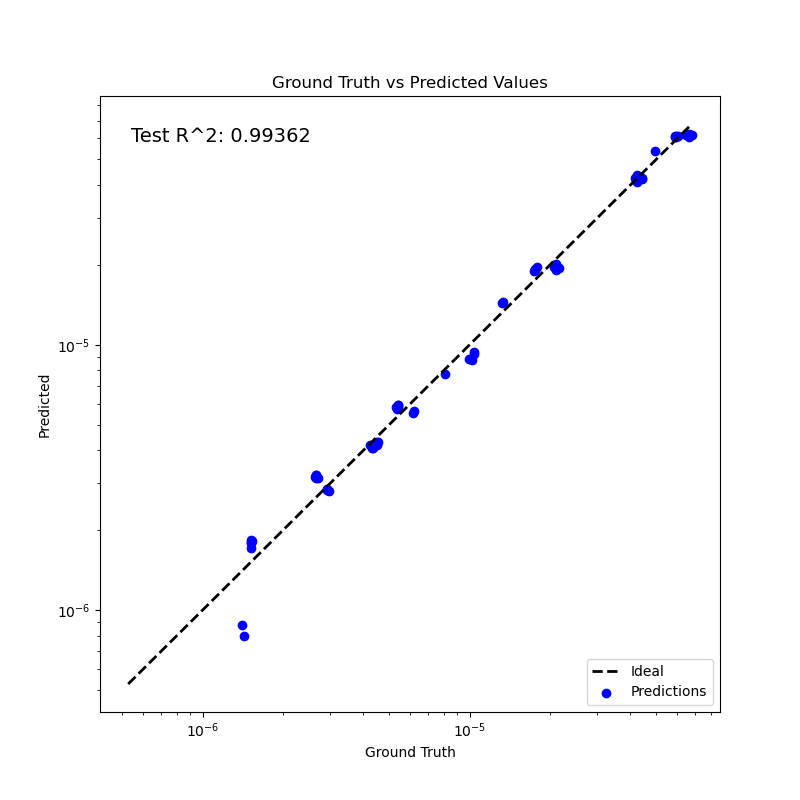 Ground Truth vs Predicted Values
Test R^2: 0.99362
Predicted
10⁻⁵
10⁻⁶
10⁻⁶
10⁻⁵
Ground Truth
Ideal
Predictions